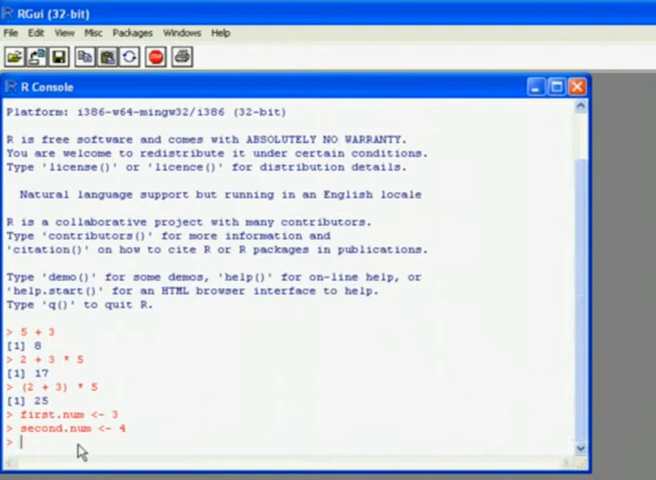 RGui (32-bit)
File Edit View Misc Packages Windows Help
R Console
Platform: i386-w64-mingw32/i386 (32-bit)
R is free software and comes with ABSOLUTELY NO WARRANTY.
You are welcome to redistribute it under certain conditions.
Type 'license()' or 'licence()' for distribution details.
Natural language support but running in an English locale
R is a collaborative project with many contributors.
Type 'contributors()' for more information and
'citation()' on how to cite R or R packages in publications.
Type 'demo()' for some demos, 'help()' for on-line help, or
'help.start()' for an HTML browser interface to help.
Type 'q()' to quit R.
> 5 + 3
[1] 8
> 2 + 3 * 5
[1] 17
> (2 + 3) * 5
[1] 25
> first.num <- 3
> second.num <- 4
>